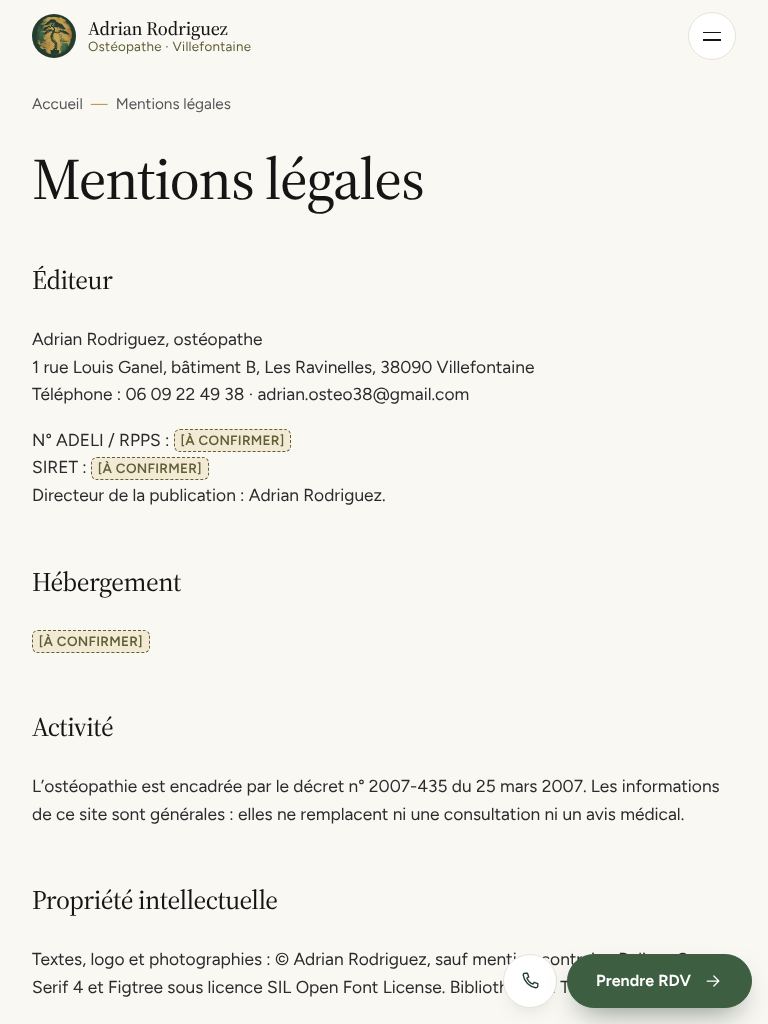 Adrian Rodriguez
Ostéopathe · Villefontaine
Accueil — Mentions légales
Mentions légales
Éditeur
Adrian Rodriguez, ostéopathe
1 rue Louis Ganel, bâtiment B, Les Ravinelles, 38090 Villefontaine
Téléphone : 06 09 22 49 38 · adrian.osteo38@gmail.com
N° ADELI / RPPS : [À CONFIRMER]
SIRET : [À CONFIRMER]
Directeur de la publication : Adrian Rodriguez.
Hébergement
[À CONFIRMER]
Activité
L’ostéopathie est encadrée par le décret n° 2007-435 du 25 mars 2007. Les informations
de ce site sont générales : elles ne remplacent ni une consultation ni un avis médical.
Propriété intellectuelle
Textes, logo et photographies : © Adrian Rodriguez, sauf
Serif 4 et Figtree sous licence SIL Open Font License.
Prendre RDV →